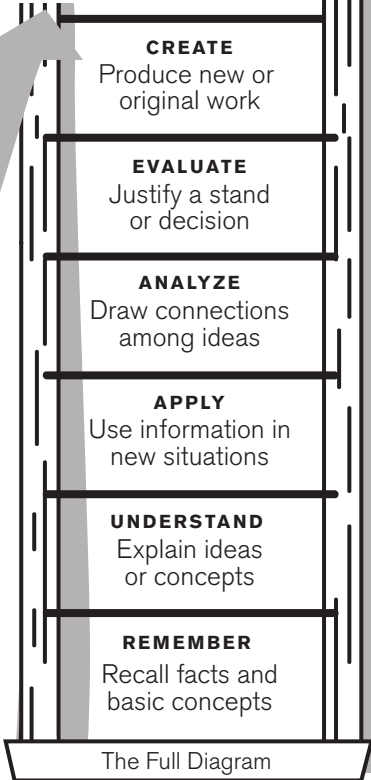 CREATE
Produce new or
original work
EVALUATE
Justify a stand
or decision
ANALYZE
Draw connections
among ideas
APPLY
Use information in
new situations
UNDERSTAND
Explain ideas
or concepts
REMEMBER
Recall facts and
basic concepts
The Full Diagram